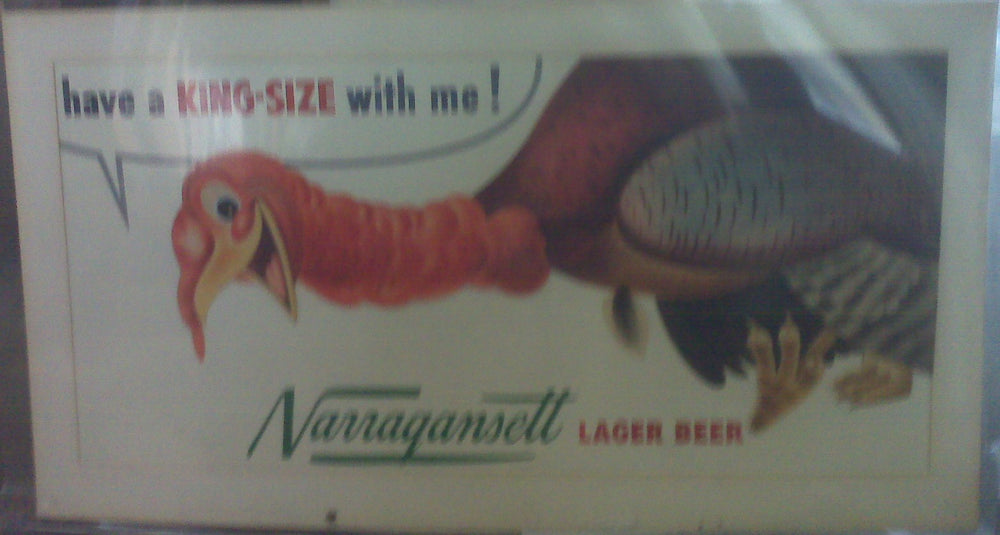 have a KING-SIZE with me!
Narragansett LAGER BEER